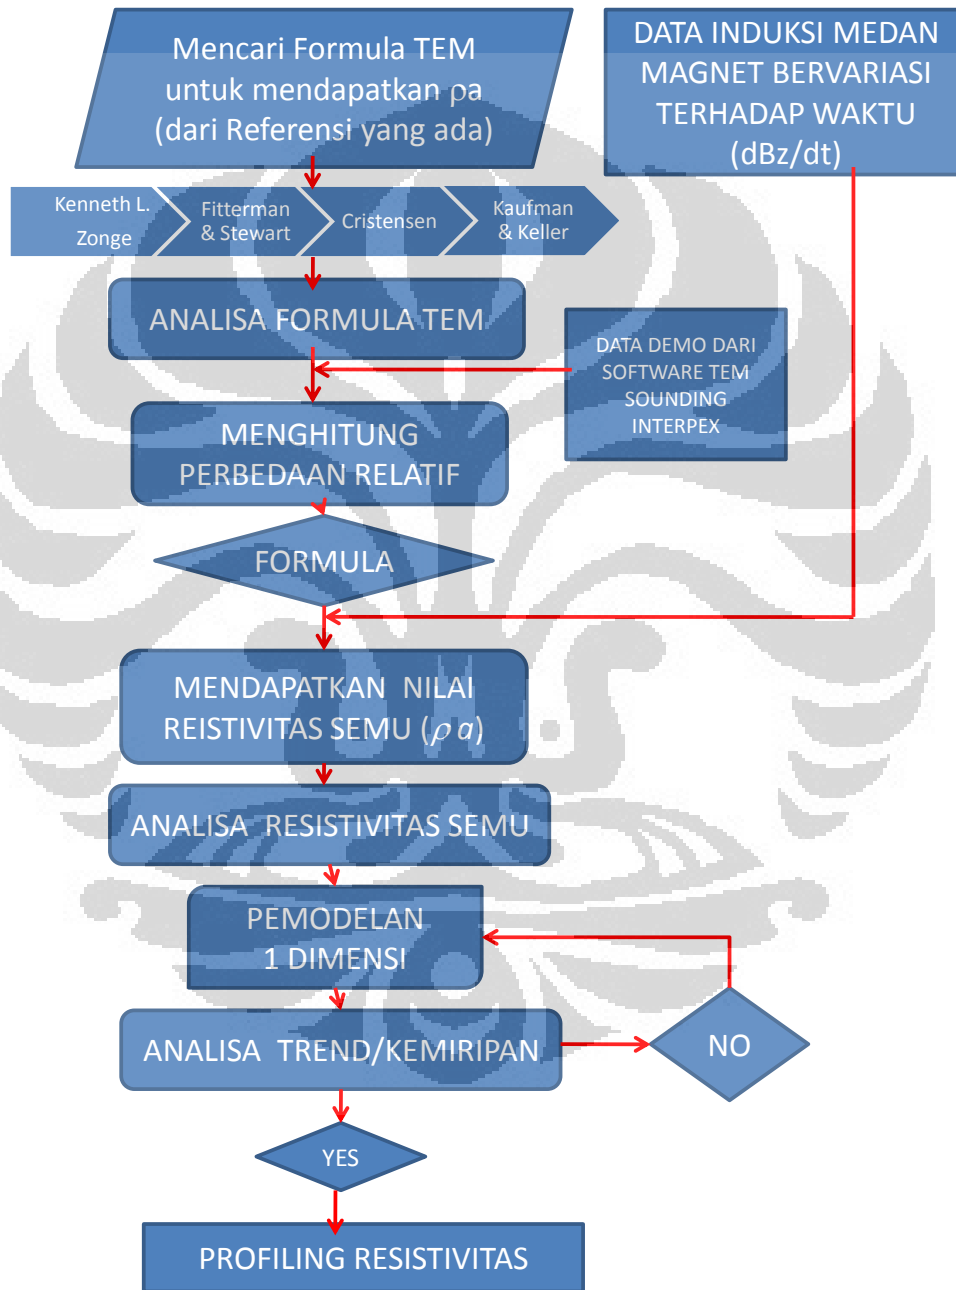 Mencari Formula TEM
untuk mendapatkan pa
(dari Referensi yang ada)
DATA INDUKSI MEDAN
MAGNET BERVARIASI
TERHADAP WAKTU
(dBz/dt)
Kenneth L.
Zonge
Fitterman
& Stewart
Cristensen
Kaufman
& Keller
ANALISA FORMULA TEM
DATA DEMO DARI
SOFTWARE TEM
SOUNDING
INTERPEX
MENGHITUNG
PERBEDAAN RELATIF
FORMULA
MENDAPATKAN NILAI
REISTIVITAS SEMU (ρa)
ANALISA RESISTIVITAS SEMU
PEMODELAN
1 DIMENSI
ANALISA TREND/KEMIRIPAN
NO
YES
PROFILING RESISTIVITAS